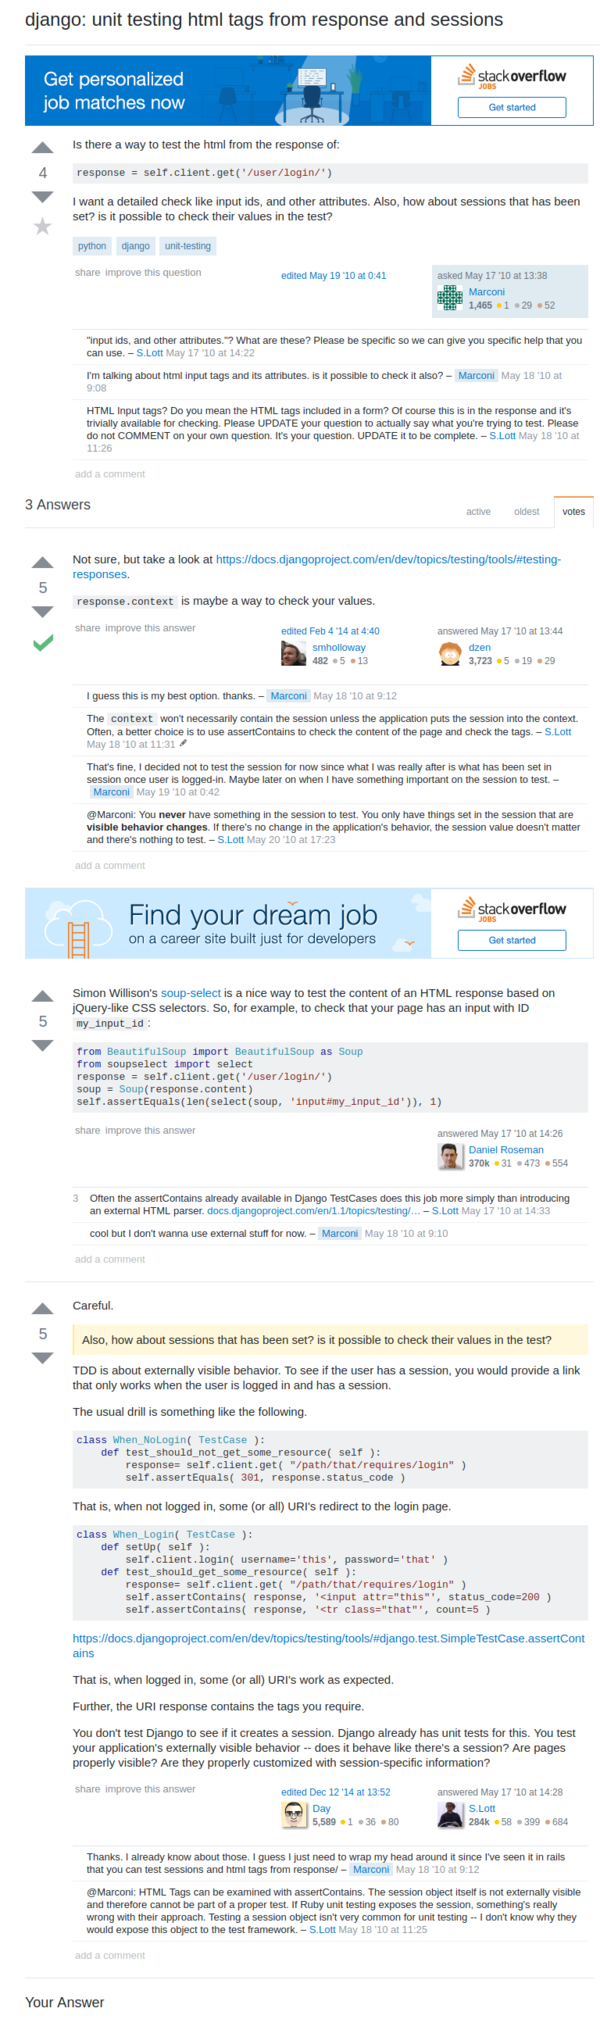 django: unit testing html tags from response and sessions
Get personalized
job matches now
stackoverflow
JOBS
Get started
Is there a way to test the html from the response of:
4
response = self.client.get('/user/login/')
I want a detailed check like input ids, and other attributes. Also, how about sessions that has been
set? is it possible to check their values in the test?
python django unit-testing
share improve this question
edited May 19 '10 at 0:41
asked May 17 '10 at 13:38
Marconi
1,465 1 29 52
"input ids, and other attributes."? What are these? Please be specific so we can give you specific help that you
can use. – S.Lott May 17 '10 at 14:22
I'm talking about html input tags and its attributes. is it possible to check it also? – Marconi May 18 '10 at
9:08
HTML Input tags? Do you mean the HTML tags included in a form? Of course this is in the response and it's
trivially available for checking. Please UPDATE your question to actually say what you're trying to test. Please
do not COMMENT on your own question. It's your question. UPDATE it to be complete. – S.Lott May 18 '10 at
11:26
add a comment
3 Answers
active oldest votes
Not sure, but take a look at https://docs.djangoproject.com/en/dev/topics/testing/tools/#testing-
responses.
5
response.context is maybe a way to check your values.
share improve this answer
edited Feb 4 '14 at 4:40
smholloway
482 5 13
answered May 17 '10 at 13:44
dzen
3,723 5 19 29
I guess this is my best option. thanks. – Marconi May 18 '10 at 9:12
The context won't necessarily contain the session unless the application puts the session into the context.
Often, a better choice is to use assertContains to check the content of the page and check the tags. – S.Lott
May 18 '10 at 11:31
That's fine, I decided not to test the session for now since what I was really after is what has been set in
session once user is logged-in. Maybe later on when I have something important on the session to test. –
Marconi May 19 '10 at 0:42
@Marconi: You never have something in the session to test. You only have things set in the session that are
visible behavior changes. If there's no change in the application's behavior, the session value doesn't matter
and there's nothing to test. – S.Lott May 20 '10 at 17:23
add a comment
Find your dream job
on a career site built just for developers
stackoverflow
JOBS
Get started
Simon Willison's soup-select is a nice way to test the content of an HTML response based on
jQuery-like CSS selectors. So, for example, to check that your page has an input with ID
5
my_input_id :
from BeautifulSoup import BeautifulSoup as Soup
from soupselect import select
response = self.client.get('/user/login/')
soup = Soup(response.content)
self.assertEquals(len(select(soup, 'input#my_input_id')), 1)
share improve this answer
answered May 17 '10 at 14:26
Daniel Roseman
370k 31 473 554
3 Often the assertContains already available in Django TestCases does this job more simply than introducing
an external HTML parser. docs.djangoproject.com/en/1.1/topics/testing/… – S.Lott May 17 '10 at 14:33
cool but I don't wanna use external stuff for now. – Marconi May 18 '10 at 9:10
add a comment
Careful.
5
Also, how about sessions that has been set? is it possible to check their values in the test?
TDD is about externally visible behavior. To see if the user has a session, you would provide a link
that only works when the user is logged in and has a session.
The usual drill is something like the following.
class When_NoLogin( TestCase ):
def test_should_not_get_some_resource( self ):
response= self.client.get( "/path/that/requires/login" )
self.assertEquals( 301, response.status_code )
That is, when not logged in, some (or all) URI's redirect to the login page.
class When_Login( TestCase ):
def setUp( self ):
self.client.login( username='this', password='that' )
def test_should_get_some_resource( self ):
response= self.client.get( "/path/that/requires/login" )
self.assertContains( response, '<input attr="this"', status_code=200 )
self.assertContains( response, '<tr class="that"', count=5 )
https://docs.djangoproject.com/en/dev/topics/testing/tools/#django.test.SimpleTestCase.assertCont
ains
That is, when logged in, some (or all) URI's work as expected.
Further, the URI response contains the tags you require.
You don't test Django to see if it creates a session. Django already has unit tests for this. You test
your application's externally visible behavior -- does it behave like there's a session? Are pages
properly visible? Are they properly customized with session-specific information?
share improve this answer
edited Dec 12 '14 at 13:52
Day
5,589 1 36 80
answered May 17 '10 at 14:28
S.Lott
284k 58 399 684
Thanks. I already know about those. I guess I just need to wrap my head around it since I've seen it in rails
that you can test sessions and html tags from response/ – Marconi May 18 '10 at 9:12
@Marconi: HTML Tags can be examined with assertContains. The session object itself is not externally visible
and therefore cannot be part of a proper test. If Ruby unit testing exposes the session, something's really
wrong with their approach. Testing a session object isn't very common for unit testing -- I don't know why they
would expose this object to the test framework. – S.Lott May 18 '10 at 11:25
add a comment
Your Answer